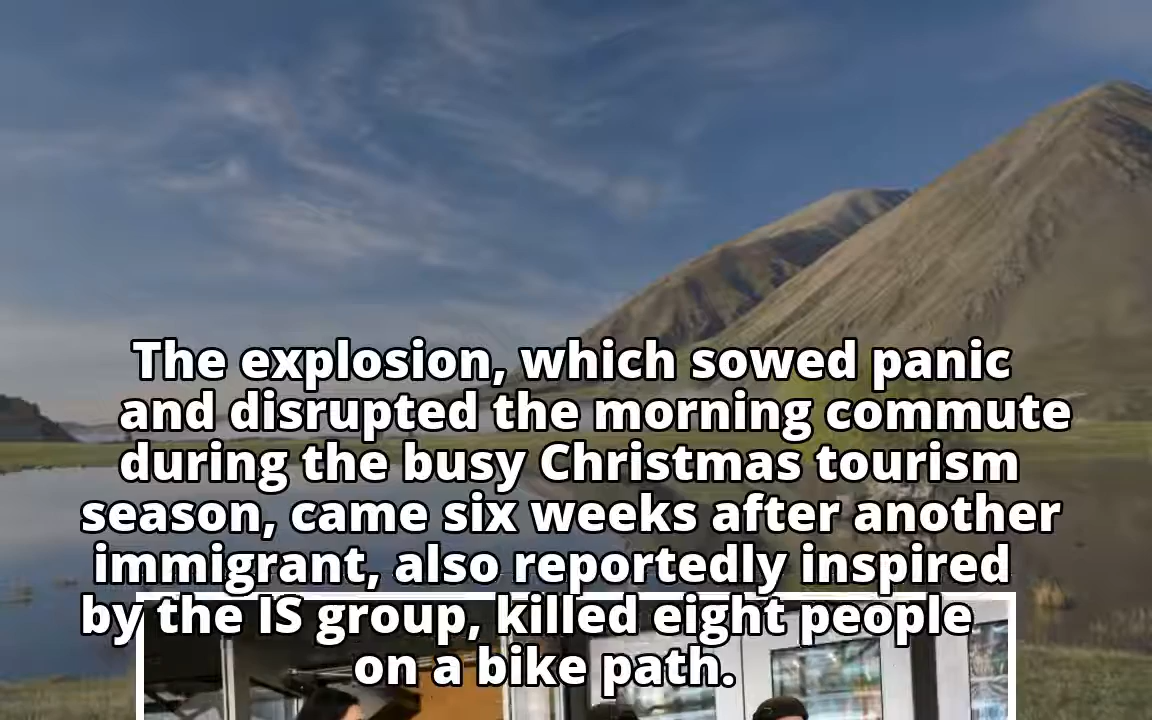 The explosion, which sowed panic
and disrupted the morning commute
during the busy Christmas tourism
season, came six weeks after another
immigrant, also reportedly inspired
by the IS group, killed eight people
on a bike path.